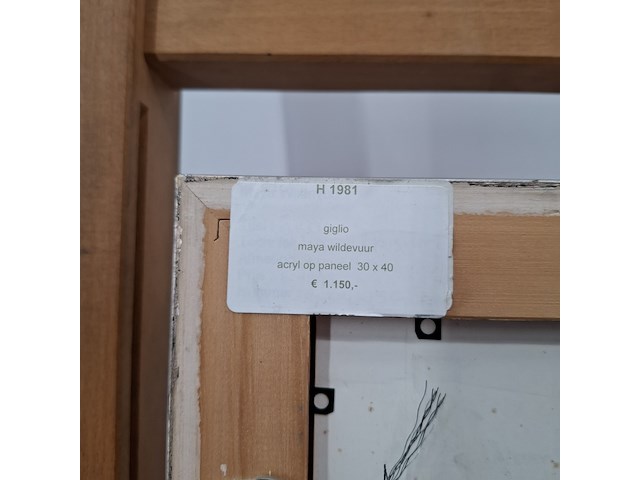 H 1981
giglio
maya wildevuur
acryl op paneel 30 x 40
€ 1.150,-